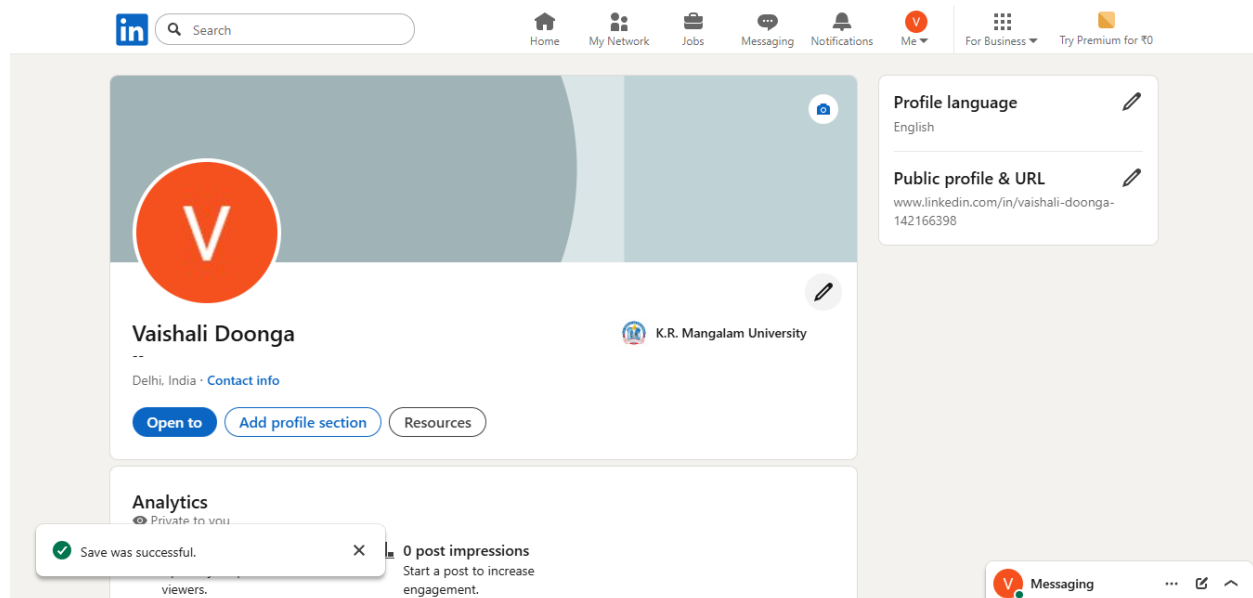 in
Search
Home
My Network
Jobs
Messaging
Notifications
V
Me
For Business
Try Premium for ₹0
V
Vaishali Doonga
--
Delhi, India · Contact info
K.R. Mangalam University
Open to
Add profile section
Resources
Profile language
English
Public profile & URL
www.linkedin.com/in/vaishali-doonga-
142166398
Analytics
Private to you
0 post impressions
Start a post to increase
engagement.
viewers.
Save was successful.
V
Messaging